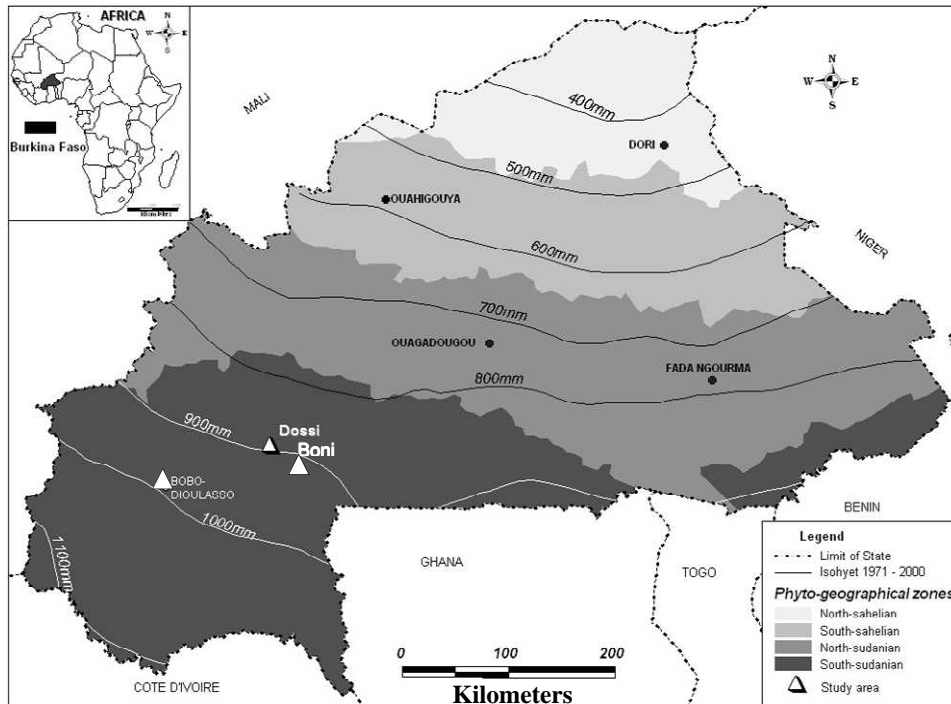 AFRICA
N
W
E
S
Burkina Faso
MALI
N
W
E
S
400mm
DORI
500mm
OUAHIGOUYA
NIGER
600mm
700mm
OUAGADOUGOU
FADA NGOURMA
800mm
900mm
Dossi
Boni
BOBO-
DIOULASSO
1000mm
1100mm
BENIN
GHANA
TOGO
COTE D'IVOIRE
0 100 200
Kilometers
Legend
Limit of State
Isohyet 1971 - 2000
Phyto-geographical zones
North-sahelian
South-sahelian
North-sudanian
South-sudanian
Study area